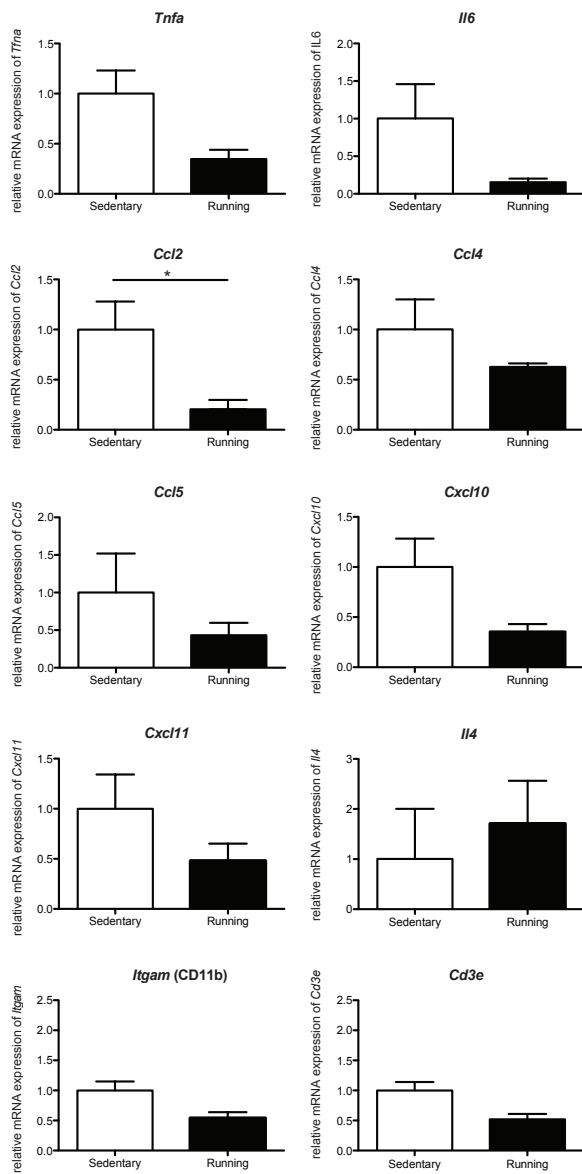 Tnfa
relative mRNA expression of Tfna
1.5
1.0
0.5
0.0
Sedentary
Running
Il6
relative mRNA expression of IL6
2.0
1.5
1.0
0.5
0.0
Sedentary
Running
Ccl2
relative mRNA expression of Ccl2
1.5
1.0
0.5
0.0
*
Sedentary
Running
Ccl4
relative mRNA expression of Ccl4
1.5
1.0
0.5
0.0
Sedentary
Running
Ccl5
relative mRNA expression of Ccl5
2.0
1.5
1.0
0.5
0.0
Sedentary
Running
Cxcl10
relative mRNA expression of Cxcl10
1.5
1.0
0.5
0.0
Sedentary
Running
Cxcl11
relative mRNA expression of Cxcl11
1.5
1.0
0.5
0.0
Sedentary
Running
Il4
relative mRNA expression of Il4
3
2
1
0
Sedentary
Running
Itgam (CD11b)
relative mRNA expression of Itgam
2.5
2.0
1.5
1.0
0.5
0.0
Sedentary
Running
Cd3e
relative mRNA expression of Cd3e
2.5
2.0
1.5
1.0
0.5
0.0
Sedentary
Running